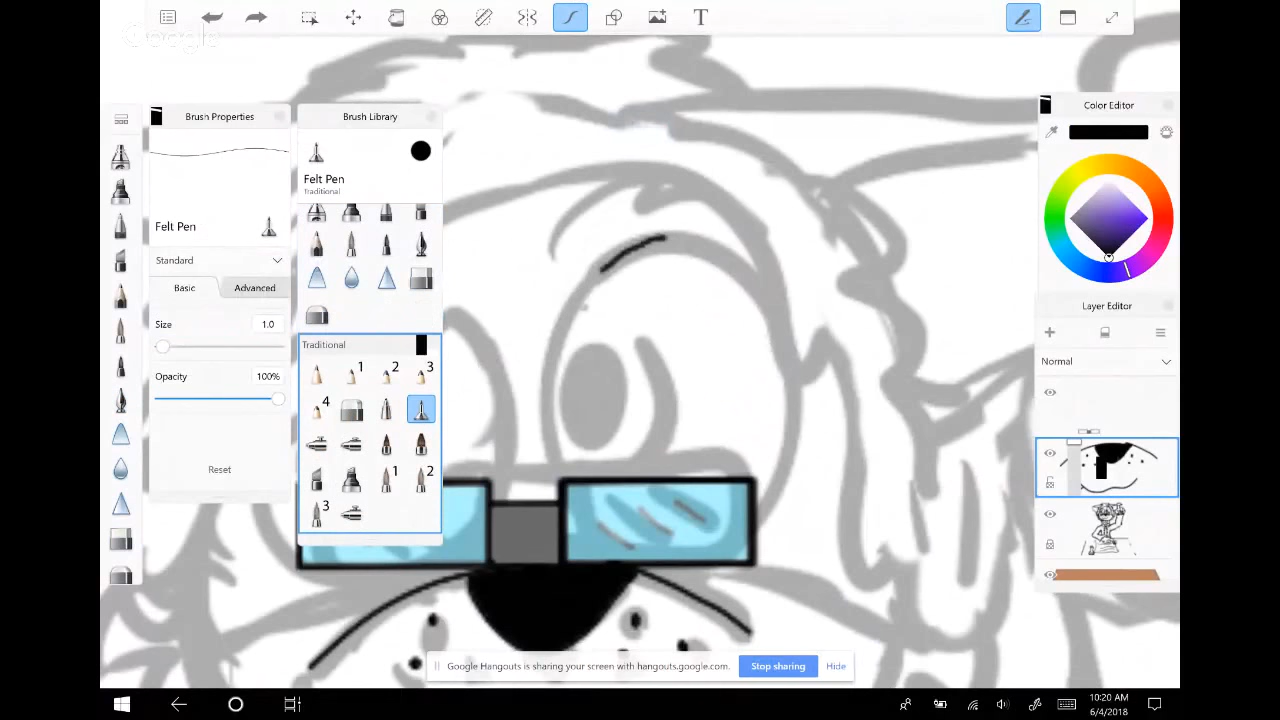 T
Google
Brush Properties
Brush Library
Color Editor
Felt Pen
Traditional
Felt Pen
Standard
Basic
Advanced
Size
1.0
Opacity
100%
Reset
Traditional
1
2
3
4
1
2
3
Layer Editor
Normal
Google Hangouts is sharing your screen with hangouts.google.com.
Stop sharing
Hide
10:20 AM
6/4/2018